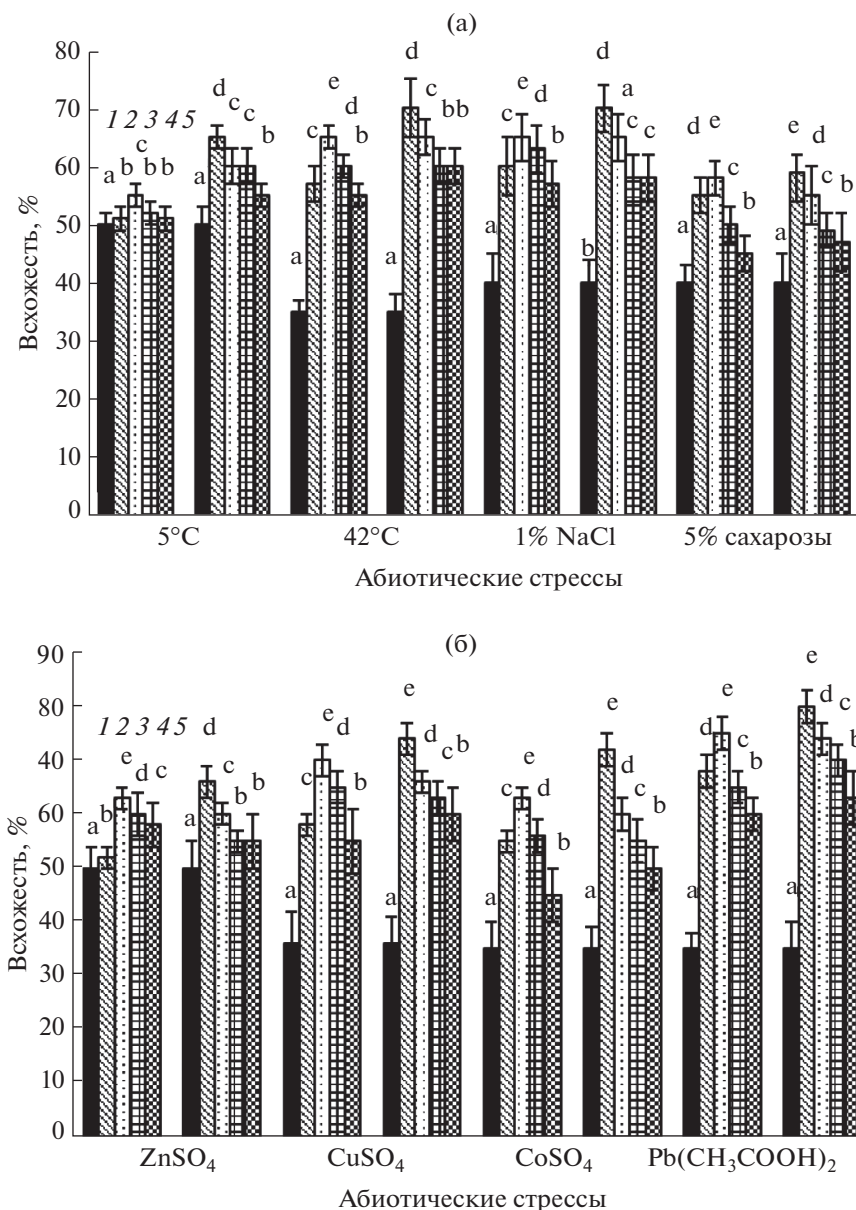 (а)
Всхожесть, %
80
70
60
50
40
30
20
10
0
1 2 3 4 5
a b c b b
a d c c b
a c e d b
a d c bb
a c e d b
b d a c c
a d e c b
a e d c b
5°C
42°C
1% NaCl
5% сахарозы
Абиотические стрессы
(б)
Всхожесть, %
90
80
40
60
50
40
30
20
10
0
1 2 3 4 5
a b e d c
a d c b b
a c e d b
a e d c b
a c e d b
a e d c b
a d e c b
a e d c b
ZnSO4
CuSO4
CoSO4
Pb(CH3COOH)2
Абиотические стрессы